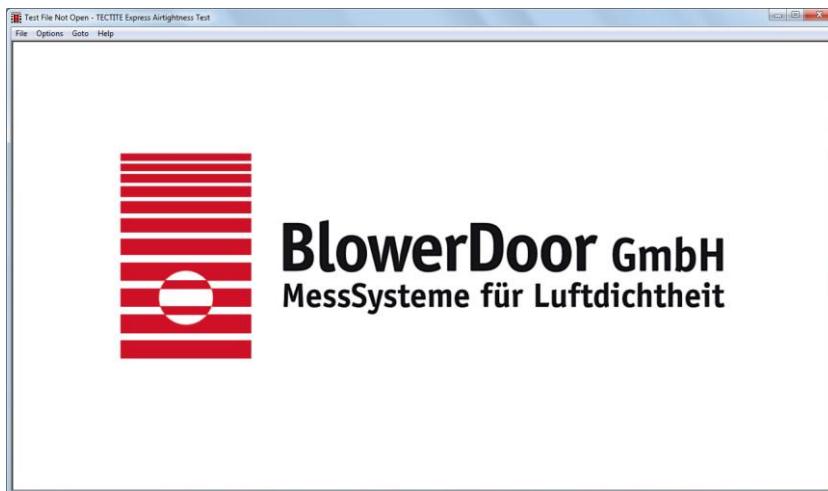 Test File Not Open - TECTITE Express Airtightness Test
File Options Goto Help
BlowerDoor GmbH
MessSysteme für Luftdichtheit